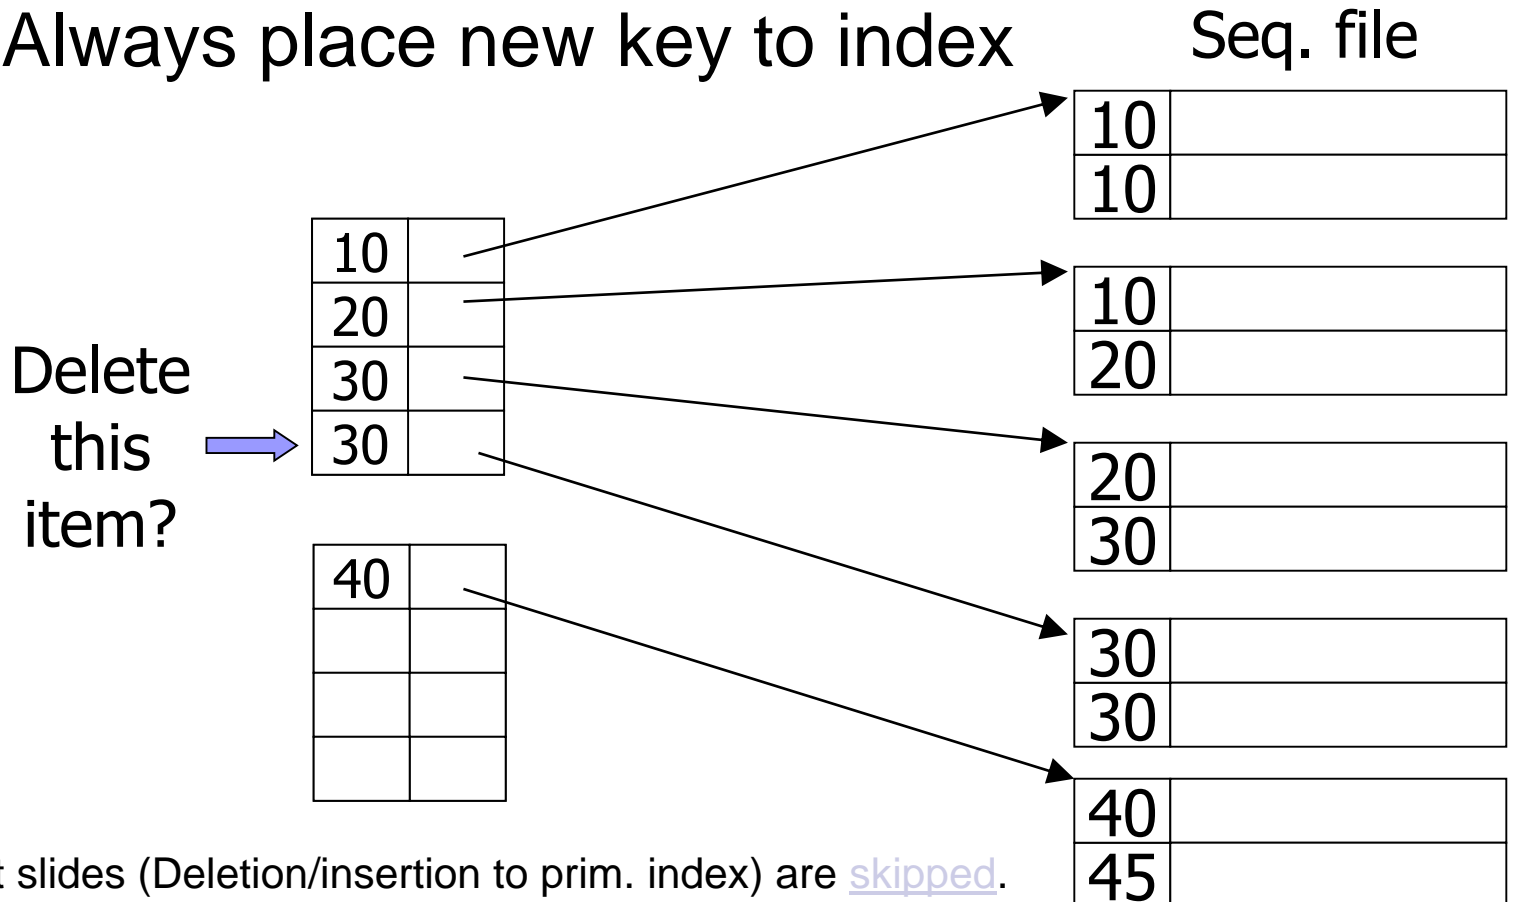 Always place new key to index
Seq. file
10
20
30
30
Delete
this
item?
40
10
10
10
20
20
30
30
30
40
45
slides (Deletion/insertion to prim. index) are skipped.